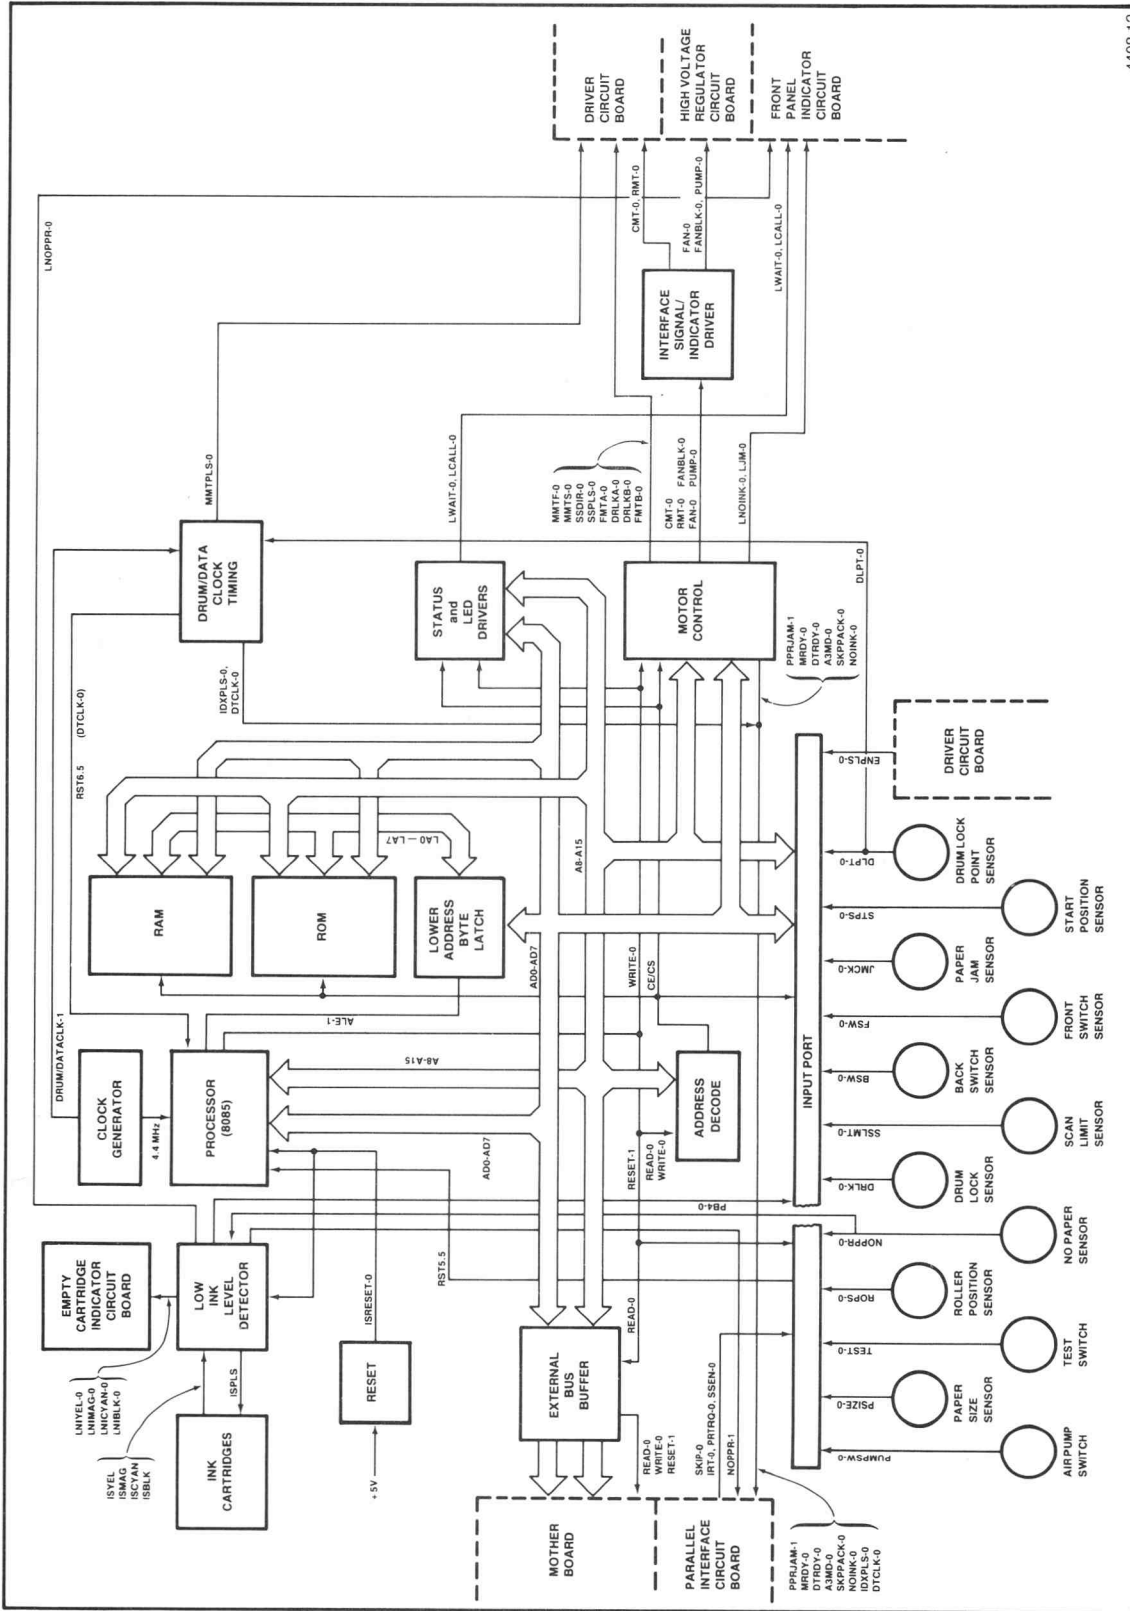 EMPTY
CARTRIDGE
INDICATOR
CIRCUIT
BOARD
LNIYEL-0
LNIMAG-0
LNICYAN-0
LNIBLK-0
ISYEL
ISMAG
ISCYAN
ISBLK
INK
CARTRIDGES
ISPLS
LOW
INK
LEVEL
DETECTOR
CLOCK
GENERATOR
4.4 MHz
DRUM/DATACLK-1
PROCESSOR
(8085)
RST6.5
(DTCLK-0)
LNOPPR-0
RAM
ROM
LOWER
ADDRESS
BYTE
LATCH
LA0 — LA7
ALE-1
DRUM/DATA
CLOCK
TIMING
IDXPLS-0,
DTCLK-0
MMTPLS-0
STATUS
and
LED
DRIVERS
LWAIT-0, LCALL-0
DRIVER
CIRCUIT
BOARD
HIGH VOLTAGE
REGULATOR
CIRCUIT
BOARD
FRONT
PANEL
INDICATOR
CIRCUIT
BOARD
CMT-0, RMT-0
FAN-0
FANBLK-0, PUMP-0
LWAIT-0, LCALL-0
INTERFACE
SIGNAL/
INDICATOR
DRIVER
MMTF-0
MMTS-0
SSDIR-0
SSPLS-0
FMTA-0
DRLKA-0
DRLKB-0
FMTB-0
CMT-0
RMT-0 FANBLK-0
FAN-0 PUMP-0
LNOINK-0, LJM-0
MOTOR
CONTROL
DLPT-0
PPRJAM-1
MRDY-0
DTRDY-0
A3MD-0
SKPPACK-0
NOINK-0
RESET
+5V
ISRESET-0
RST5.5
A8-A15
AD0-AD7
AD0-AD7
A8-A15
WRITE-0
CE/CS
ADDRESS
DECODE
RESET-1
READ-0
WRITE-0
PB4-0
EXTERNAL
BUS
BUFFER
READ-0
READ-0
WRITE-0
RESET-1
MOTHER
BOARD
PARALLEL
INTERFACE
CIRCUIT
BOARD
SKIP-0
IRT-0, PRTRQ-0, SSEN-0
NOPPR-1
PPRJAM-1
MRDY-0
DTRDY-0
A3MD-0
SKPPACK-0
NOINK-0
IDXPLS-0
DTCLK-0
INPUT PORT
PUMPSW-0
PSIZE-0
TEST-0
ROPS-0
NOPPR-0
DRLK-0
SSLMT-0
BSW-0
FSW-0
JMCK-0
STPS-0
DLPT-0
ENPLS-0
AIR PUMP
SWITCH
PAPER
SIZE
SENSOR
TEST
SWITCH
ROLLER
POSITION
SENSOR
NO PAPER
SENSOR
DRUM
LOCK
SENSOR
SCAN
LIMIT
SENSOR
BACK
SWITCH
SENSOR
FRONT
SWITCH
SENSOR
PAPER
JAM
SENSOR
START
POSITION
SENSOR
DRUM LOCK
POINT
SENSOR
DRIVER
CIRCUIT
BOARD